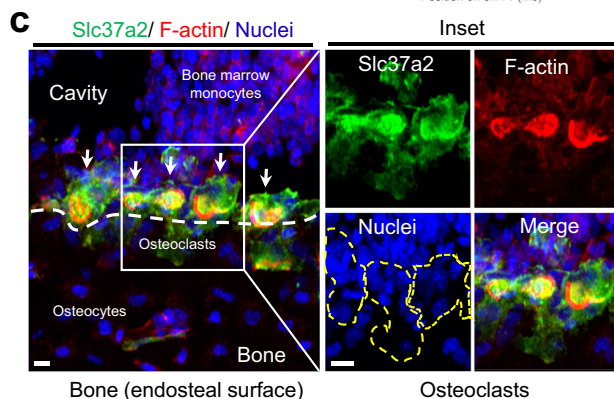 C
Slc37a2/ F-actin/ Nuclei
Inset
Cavity
Bone marrow
monocytes
Osteoclasts
Osteocytes
Bone
Slc37a2
F-actin
Nuclei
Merge
Bone (endosteal surface)
Osteoclasts